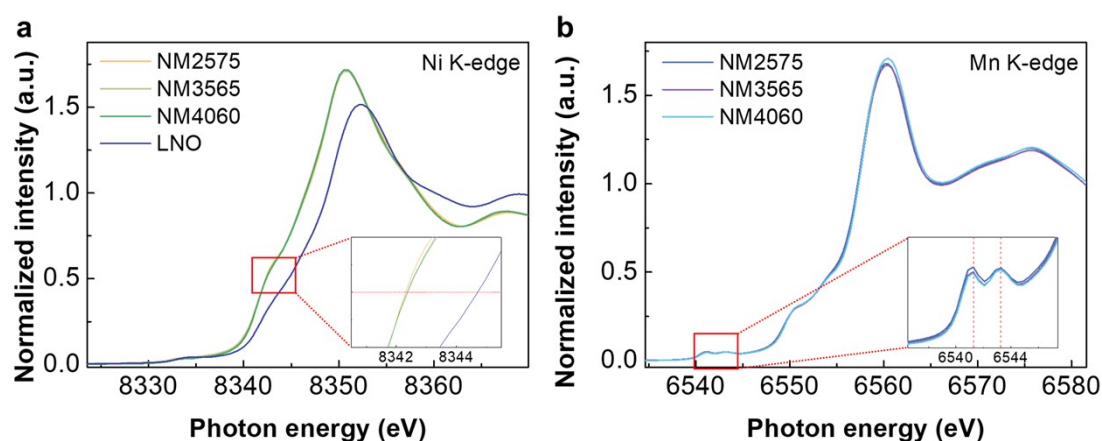 a
Normalized intensity (a.u.)
1.5
1.0
0.5
0.0
NM2575
NM3565
NM4060
LNO
Ni K-edge
8342 8344
8330 8340 8350 8360
Photon energy (eV)
b
Normalized intensity (a.u.)
1.5
1.0
0.5
0.0
NM2575
NM3565
NM4060
Mn K-edge
6540 6544
6540 6550 6560 6570 6580
Photon energy (eV)